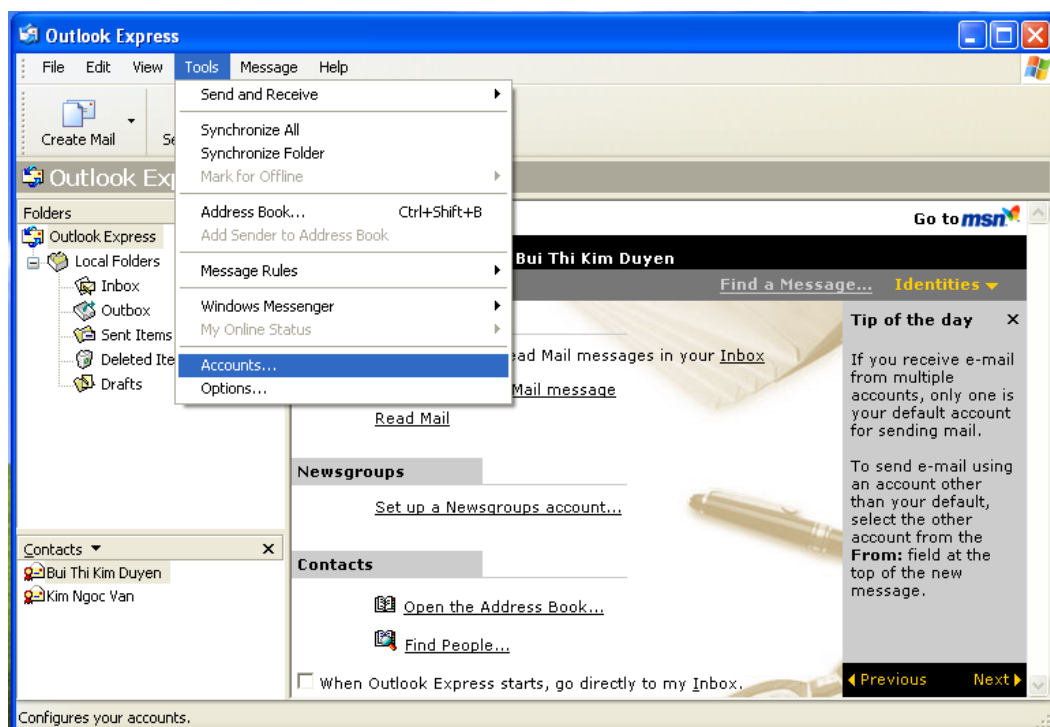 Outlook Express
File Edit View Tools Message Help
Create Mail
Send and Receive
Synchronize All
Synchronize Folder
Mark for Offline
Address Book... Ctrl+Shift+B
Add Sender to Address Book
Message Rules
Windows Messenger
My Online Status
Accounts...
Options...
Outlook
Folders
Outlook Express
Local Folders
Inbox
Outbox
Sent Items
Deleted
Drafts
Contacts
Bui Thi Kim Duyen
Kim Ngoc Van
Go to msn
Bui Thi Kim Duyen
Find a Message... Identities
Mail messages in your Inbox
Mail message
Read Mail
Newsgroups
Set up a Newsgroups account...
Contacts
Open the Address Book...
Find People...
When Outlook Express starts, go directly to my Inbox.
Tip of the day X
If you receive e-mail
from multiple
accounts, only one is
your default account
for sending mail.
To send e-mail using
an account other
than your default,
select the other
account from the
From: field at the
top of the new
message.
Previous Next
Configures your accounts.